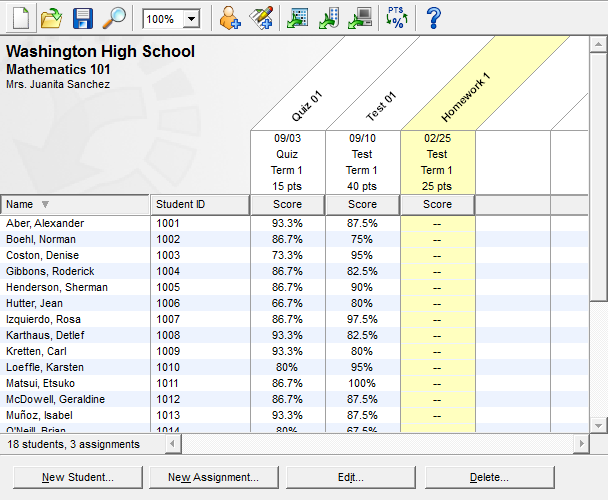 100%
PTS
%
?
Washington High School
Mathematics 101
Mrs. Juanita Sanchez
Quiz 01
Test 01
Homework 1
09/03 09/10 02/25
Quiz Test Test
Term 1 Term 1 Term 1
15 pts 40 pts 25 pts
Name Student ID Score Score Score
Aber, Alexander 1001 93.3% 87.5% --
Boehl, Norman 1002 86.7% 75% --
Coston, Denise 1003 73.3% 95% --
Gibbons, Roderick 1004 86.7% 82.5% --
Henderson, Sherman 1005 86.7% 90% --
Hutter, Jean 1006 66.7% 80% --
Izquierdo, Rosa 1007 86.7% 97.5% --
Karthaus, Detlef 1008 93.3% 82.5% --
Kretten, Carl 1009 93.3% 80% --
Loeffle, Karsten 1010 80% 95% --
Matsui, Etsuko 1011 86.7% 100% --
McDowell, Geraldine 1012 86.7% 87.5% --
Muñoz, Isabel 1013 93.3% 87.5% --
O'Neill, Brian 1014 80% 67.5% --
18 students, 3 assignments
New Student... New Assignment... Edit... Delete...